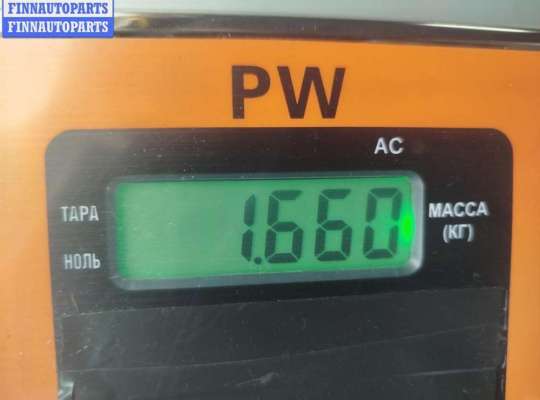 FINNAUTOPARTS
FINNAUTOPARTS
PW
AC
ТАРА
1.660
МАССА
(КГ)
НОЛЬ